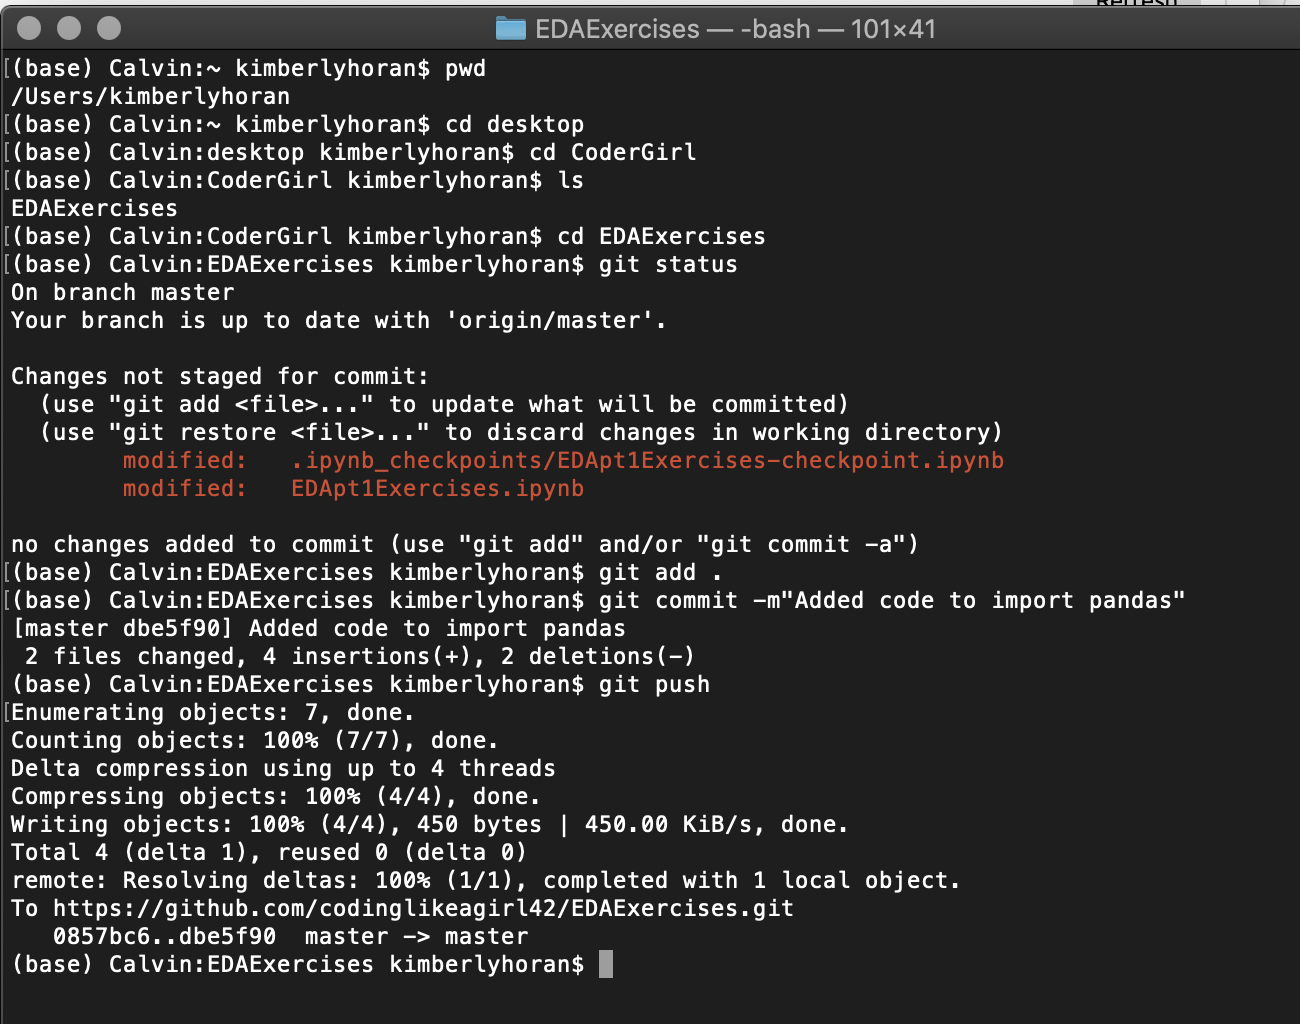 Refresh
EDAExercises — -bash — 101×41
[(base) Calvin:~ kimberlyhoran$ pwd
/Users/kimberlyhoran
[(base) Calvin:~ kimberlyhoran$ cd desktop
[(base) Calvin:desktop kimberlyhoran$ cd CoderGirl
[(base) Calvin:CoderGirl kimberlyhoran$ ls
EDAExercises
[(base) Calvin:CoderGirl kimberlyhoran$ cd EDAExercises
[(base) Calvin:EDAExercises kimberlyhoran$ git status
On branch master
Your branch is up to date with 'origin/master'.
Changes not staged for commit:
  (use "git add <file>..." to update what will be committed)
  (use "git restore <file>..." to discard changes in working directory)
        modified:   .ipynb_checkpoints/EDApt1Exercises-checkpoint.ipynb
        modified:   EDApt1Exercises.ipynb
no changes added to commit (use "git add" and/or "git commit -a")
[(base) Calvin:EDAExercises kimberlyhoran$ git add .
[(base) Calvin:EDAExercises kimberlyhoran$ git commit -m"Added code to import pandas"
[master dbe5f90] Added code to import pandas
 2 files changed, 4 insertions(+), 2 deletions(-)
(base) Calvin:EDAExercises kimberlyhoran$ git push
[Enumerating objects: 7, done.
Counting objects: 100% (7/7), done.
Delta compression using up to 4 threads
Compressing objects: 100% (4/4), done.
Writing objects: 100% (4/4), 450 bytes | 450.00 KiB/s, done.
Total 4 (delta 1), reused 0 (delta 0)
remote: Resolving deltas: 100% (1/1), completed with 1 local object.
To https://github.com/codinglikeagirl42/EDAExercises.git
   0857bc6..dbe5f90  master -> master
(base) Calvin:EDAExercises kimberlyhoran$